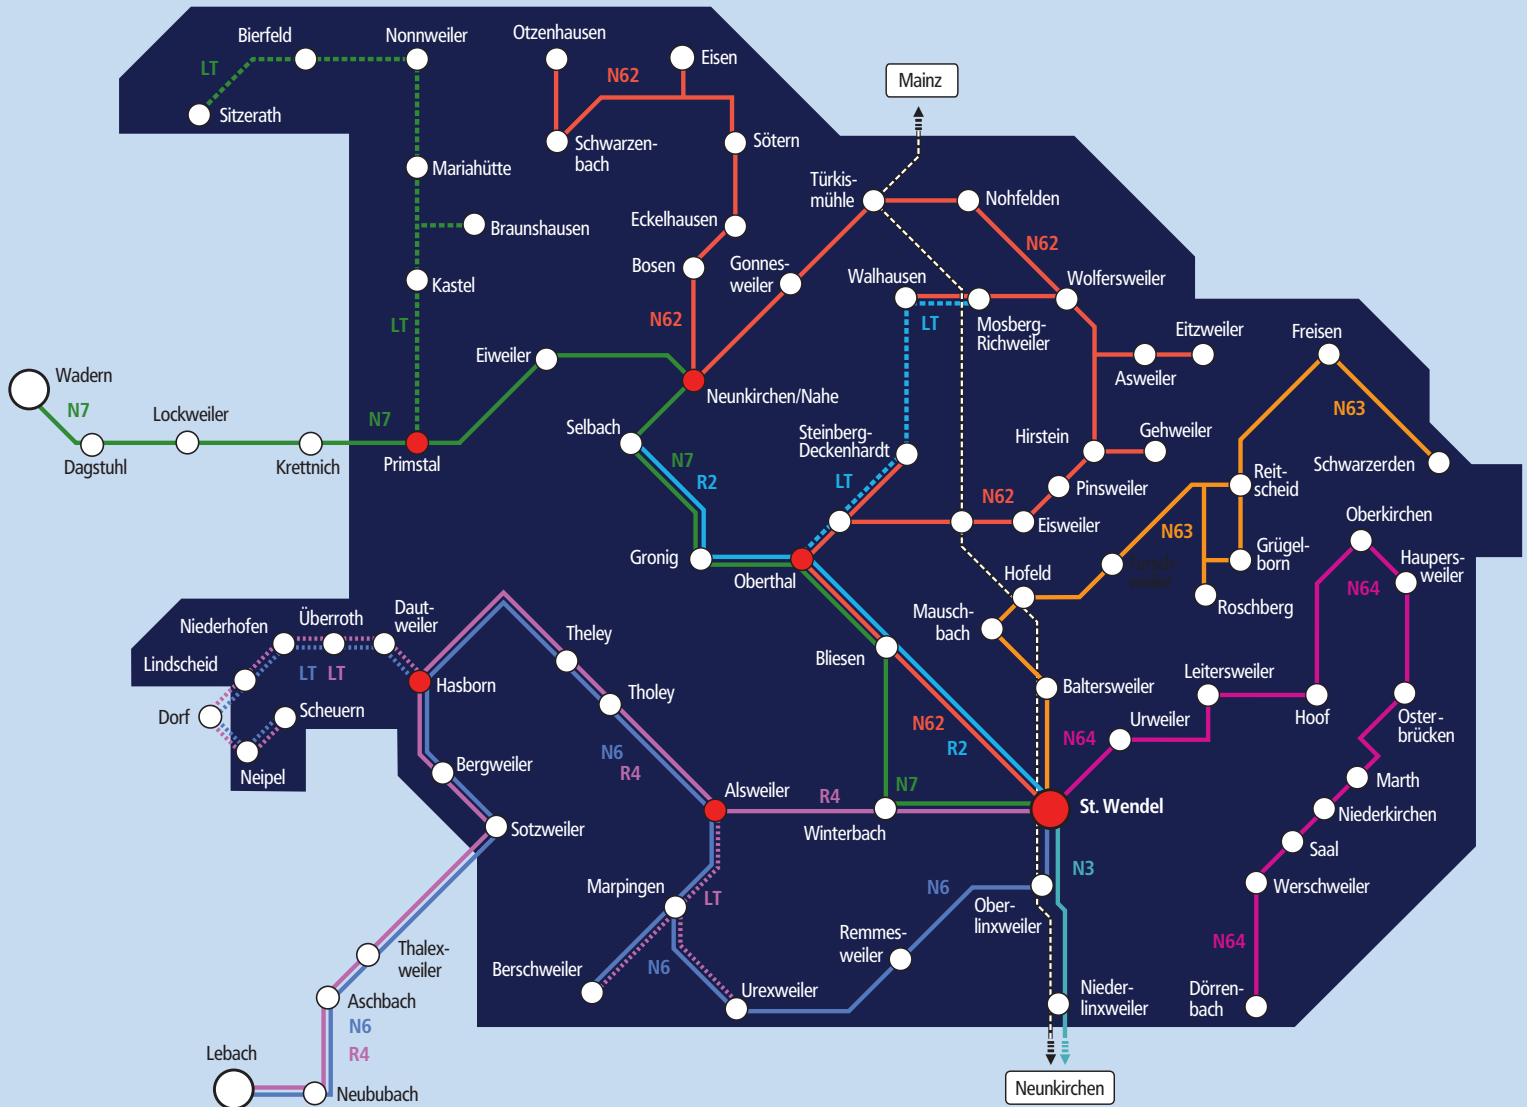 Bierfeld
Nonnweiler
Otzenhausen
Eisen
LT
N62
Mainz
Sitzerath
Schwarzen-
bach
Sötern
Mariahütte
Türkis-
mühle
Nohfelden
Braunshausen
Eckelhausen
N62
Bosen
Gonnes-
weiler
Walhausen
Wolfersweiler
Kastel
LT
N62
LT
Mosberg-
Richweiler
Eitzweiler
Freisen
Eiweiler
Asweiler
Wadern
N7
Lockweiler
N7
Neunkirchen/Nahe
N63
Dagstuhl
Krettnich
Primstal
Selbach
Steinberg-
Deckenhardt
Hirstein
Gehweiler
N7
R2
LT
Schwarzerden
Reit-
scheid
Pinsweiler
N62
Eisweiler
N63
Oberkirchen
Gronig
Oberthal
Grügel-
born
Haupers-
weiler
Hofeld
N64
Roschberg
Mausch-
bach
Niederhofen
Überroth
Daut-
weiler
Theley
Lindscheid
LT
LT
Bliesen
Hasborn
Leitersweiler
Baltersweiler
Dorf
Scheuern
Tholey
Urweiler
Hoof
Oster-
brücken
N62
R2
N64
N6
R4
Neipel
Bergweiler
Marth
Alsweiler
R4
N7
St. Wendel
Winterbach
Niederkirchen
Sotzweiler
Saal
N3
Marpingen
LT
N6
Werschweiler
Ober-
linxweiler
Remmes-
weiler
N64
Thalex-
weiler
Berschweiler
N6
Urexweiler
Nieder-
linxweiler
Dörren-
bach
Aschbach
N6
R4
Lebach
Neububach
Neunkirchen